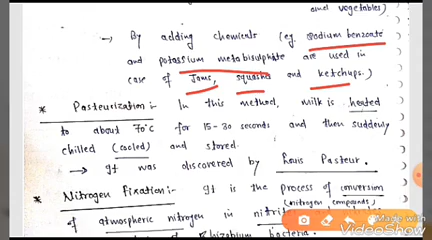 and vegetables)
→ By adding chemicals (eg. sodium benzoate
and potassium metabisulphate are used in
case of Jams, squashes and ketchups.)
* Pasteurization:- In this method, milk is heated
to about 70°C for 15-30 seconds and then suddenly
chilled (cooled) and stored.
→ It was discovered by Louis Pasteur.
* Nitrogen Fixation:- It is the process of conversion
of atmospheric nitrogen in (nitrogen compounds)
Rhizobium bacteria.
Made with
VideoShow